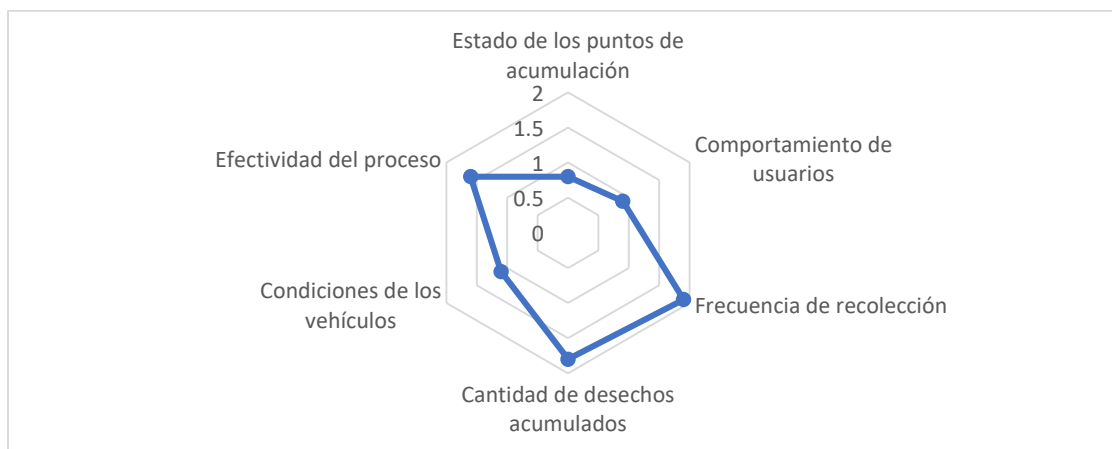 Estado de los puntos de
acumulación
2
1.5
1
0.5
0
Comportamiento de
usuarios
Frecuencia de recolección
Cantidad de desechos
acumulados
Condiciones de los
vehículos
Efectividad del proceso